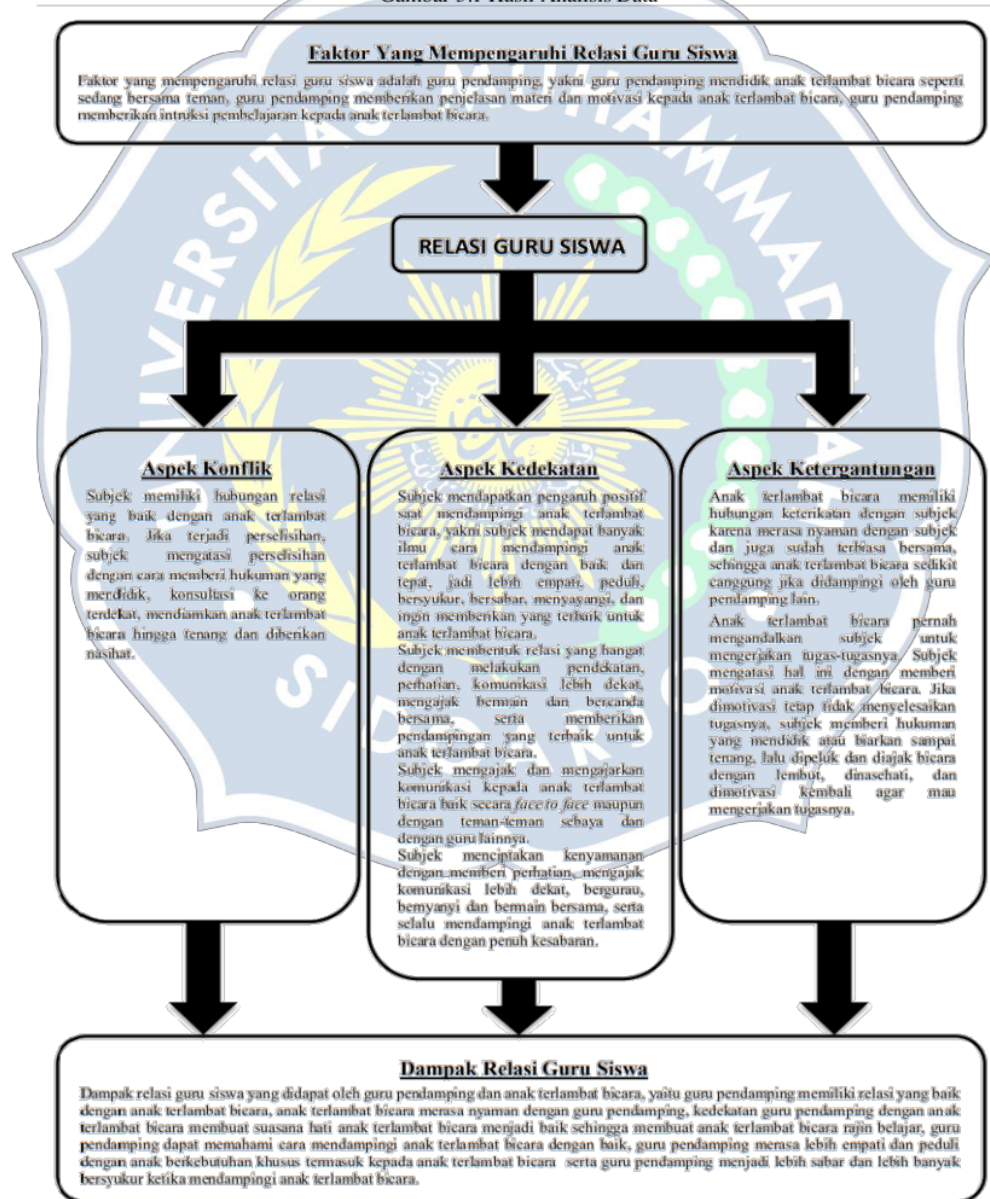 Faktor Yang Mempengaruhi Relasi Guru Siswa
Faktor yang mempengaruhi relasi guru siswa adalah guru pendamping, yakni guru pendamping mendidik anak terlambat bicara seperti
sedang bersama teman, guru pendamping memberikan penjelasan materi dan motivasi kepada anak terlambat bicara, guru pendamping
memberikan intruksi pembelajaran kepada anak terlambat bicara.
RELASI GURU SISWA
Aspek Konflik
Subjek memiliki hubungan relasi
yang baik dengan anak terlambat
bicara. Jika terjadi perselisihan,
subjek mengatasi perselisihan
dengan cara memberi hukuman yang
mendidik, konsultasi ke orang
terdekat, mendiamkan anak terlambat
bicara hingga tenang dan diberikan
nasihat.
Aspek Kedekatan
Subjek mendapatkan pengaruh positif
saat mendampingi anak terlambat
bicara, yakni subjek mendapat banyak
ilmu cara mendampingi anak
terlambat bicara dengan baik dan
tepat, jadi lebih empati, peduli,
bersyukur, bersabar, menyayangi, dan
ingin memberikan yang terbaik untuk
anak terlambat bicara.
Subjek membentuk relasi yang hangat
dengan melakukan pendekatan,
perhatian, komunikasi lebih dekat,
mengajak bermain dan bercanda
bersama, serta memberikan
pendampingan yang terbaik untuk
anak terlambat bicara.
Subjek mengajak dan mengajarkan
komunikasi kepada anak terlambat
bicara baik secara face to face maupun
dengan teman-teman sebaya dan
dengan guru lainnya.
Subjek menciptakan kenyamanan
dengan memberi perhatian, mengajak
komunikasi lebih dekat, bergurau,
bernyanyi dan bermain bersama, serta
selalu mendampingi anak terlambat
bicara dengan penuh kesabaran.
Aspek Ketergantungan
Anak terlambat bicara memiliki
hubungan keterikatan dengan subjek
karena merasa nyaman dengan subjek
dan juga sudah terbiasa bersama,
sehingga anak terlambat bicara sedikit
canggung jika didampingi oleh guru
pendamping lain.
Anak terlambat bicara pernah
mengandalkan subjek untuk
mengerjakan tugas-tugasnya. Subjek
mengatasi hal ini dengan memberi
motivasi anak terlambat bicara. Jika
dimotivasi tetap tidak menyelesaikan
tugasnya, subjek memberi hukuman
yang mendidik atau biarkan sampai
tenang, lalu dipeluk dan diajak bicara
dengan lembut, dinasehati, dan
dimotivasi kembali agar mau
mengerjakan tugasnya.
Dampak Relasi Guru Siswa
Dampak relasi guru siswa yang didapat oleh guru pendamping dan anak terlambat bicara, yaitu guru pendamping memiliki relasi yang baik
dengan anak terlambat bicara, anak terlambat bicara merasa nyaman dengan guru pendamping, kedekatan guru pendamping dengan anak
terlambat bicara membuat suasana hati anak terlambat bicara menjadi baik sehingga membuat anak terlambat bicara rajin belajar, guru
pendamping dapat memahami cara mendampingi anak terlambat bicara dengan baik, guru pendamping merasa lebih empati dan peduli
dengan anak berkebutuhan khusus termasuk kepada anak terlambat bicara serta guru pendamping menjadi lebih sabar dan lebih banyak
bersyukur ketika mendampingi anak terlambat bicara.
UNIVERSITAS MUHAMMADIYAH
SIDOARJO